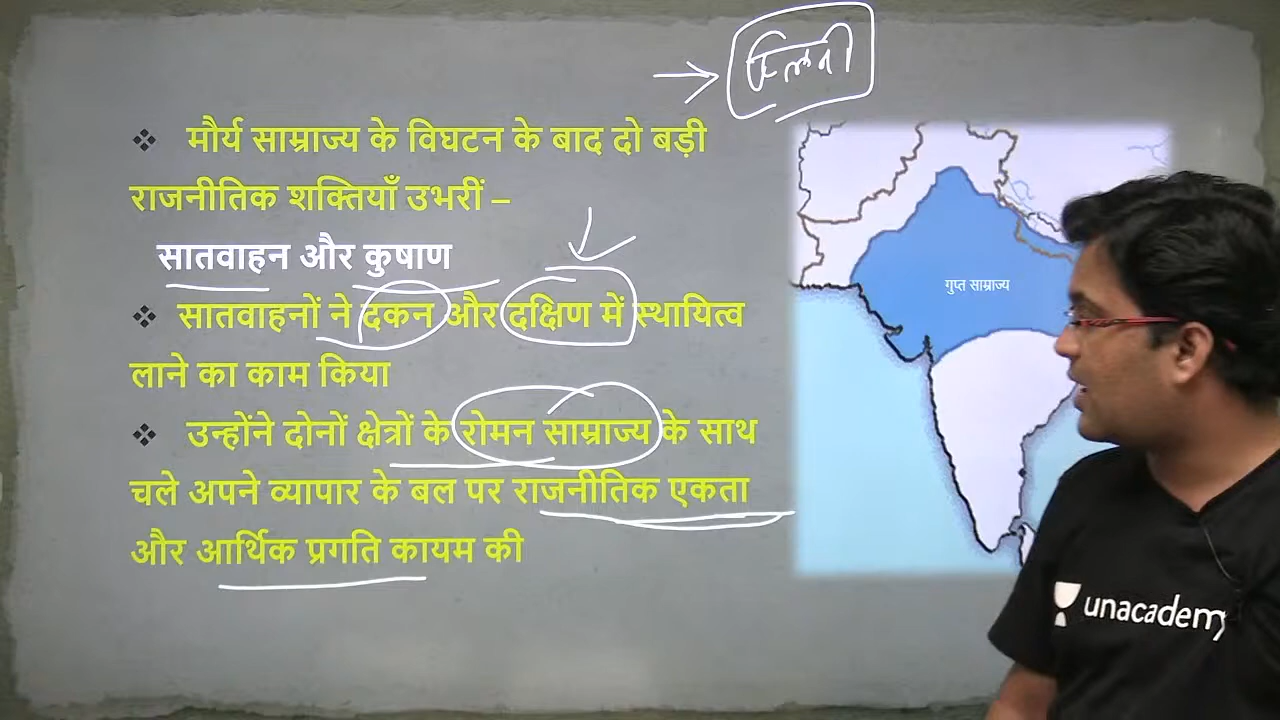 मौर्य साम्राज्य के विघटन के बाद दो बड़ी
राजनीतिक शक्तियाँ उभरीं –
सातवाहन और कुषाण
सातवाहनों ने दकन और दक्षिण में स्थायित्व
लाने का काम किया
उन्होंने दोनों क्षेत्रों के रोमन साम्राज्य के साथ
चले अपने व्यापार के बल पर राजनीतिक एकता
और आर्थिक प्रगति कायम की
गुप्त साम्राज्य
unacademy